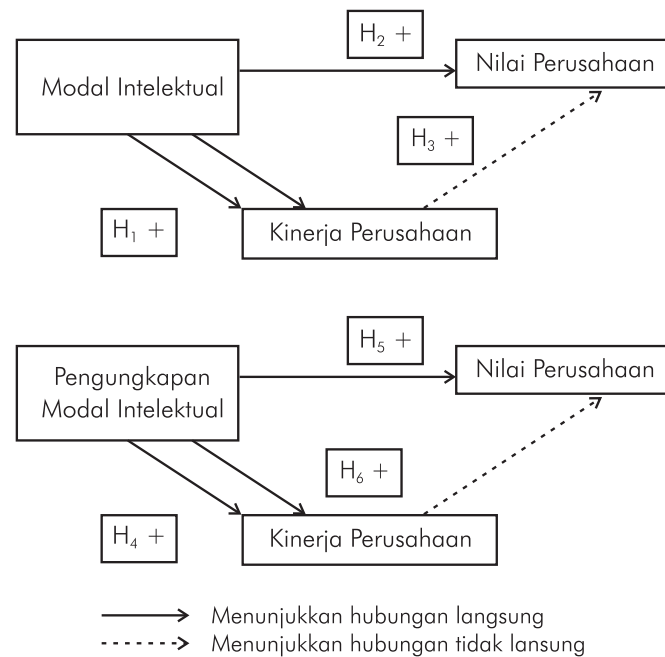 H₂ +
Modal Intelektual
Nilai Perusahaan
H₃ +
H₁ +
Kinerja Perusahaan
H₅ +
Pengungkapan
Modal Intelektual
Nilai Perusahaan
H₆ +
H₄ +
Kinerja Perusahaan
Menunjukkan hubungan langsung
Menunjukkan hubungan tidak lansung